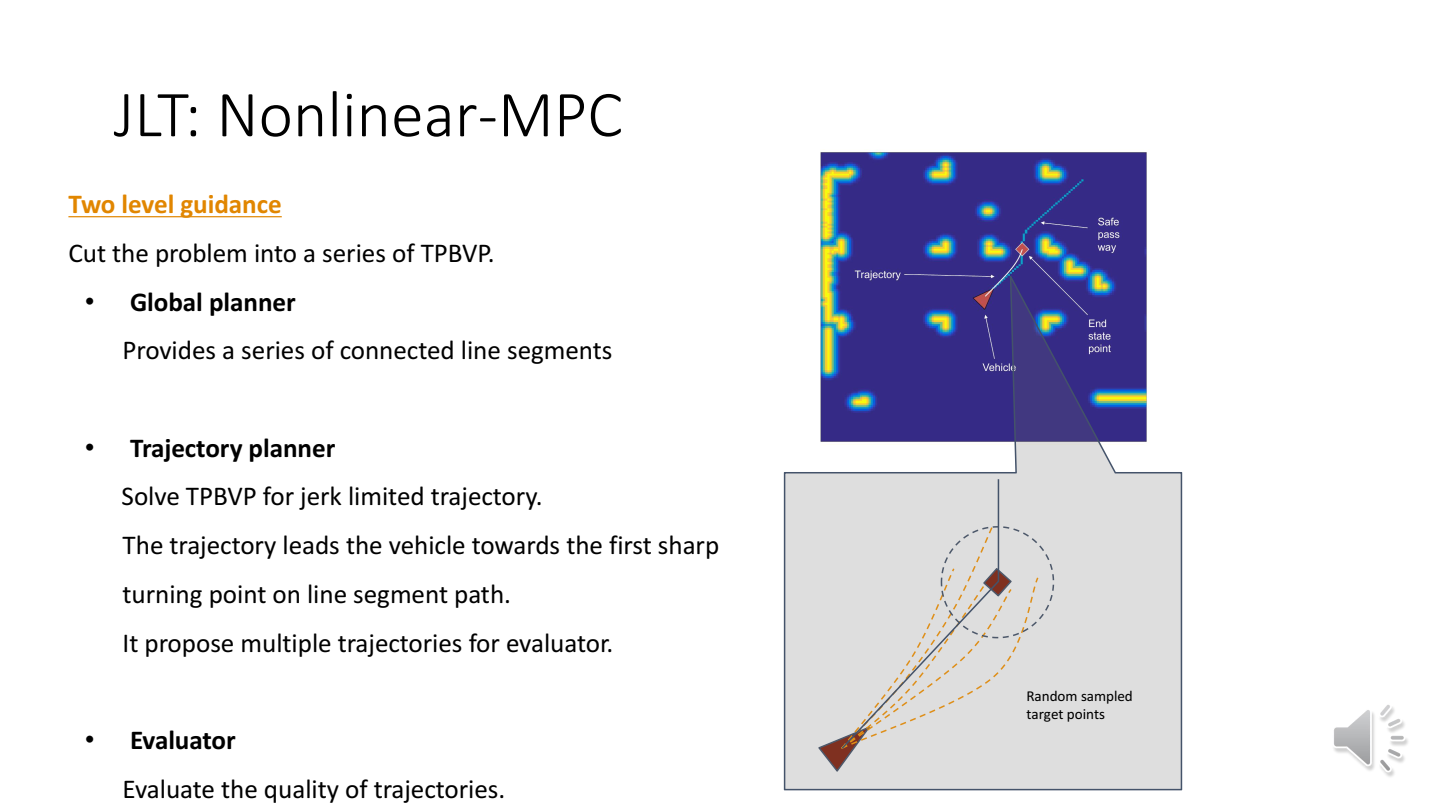 JLT: Nonlinear-MPC
Two level guidance
Cut the problem into a series of TPBVP.
• Global planner
Provides a series of connected line segments
• Trajectory planner
Solve TPBVP for jerk limited trajectory.
The trajectory leads the vehicle towards the first sharp
turning point on line segment path.
It propose multiple trajectories for evaluator.
• Evaluator
Evaluate the quality of trajectories.
Safe
pass
way
Trajectory
End
state
point
Vehicle
Random sampled
target points